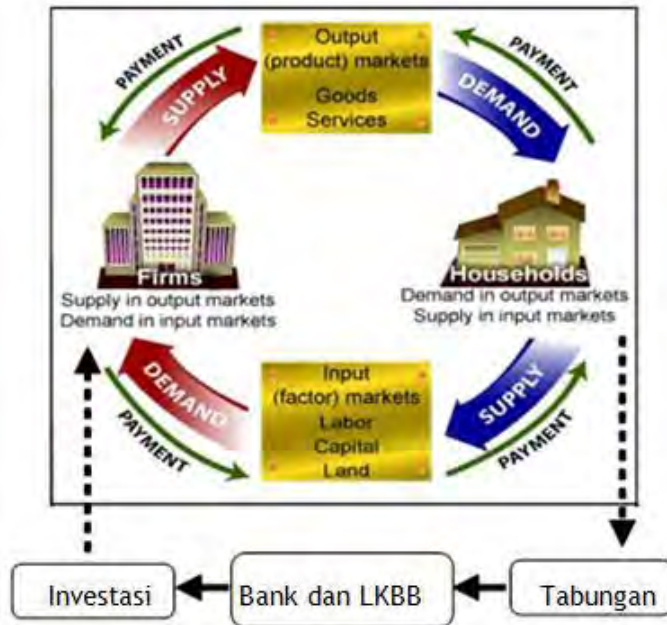 PAYMENT
SUPPLY
Output
(product) markets
Goods
Services
DEMAND
PAYMENT
Firms
Supply in output markets
Demand in input markets
Households
Demand in output markets
Supply in input markets
DEMAND
PAYMENT
Input
(factor) markets
Labor
Capital
Land
SUPPLY
PAYMENT
Investasi
Bank dan LKBB
Tabungan